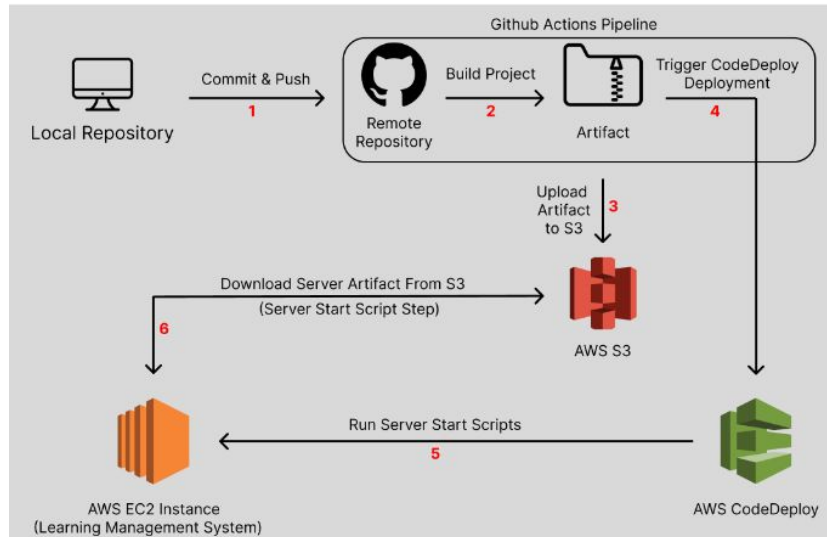 Github Actions Pipeline
Commit & Push
1
Local Repository
Build Project
2
Remote
Repository
Artifact
Trigger CodeDeploy
Deployment
4
Upload
Artifact
to S3
3
Download Server Artifact From S3
(Server Start Script Step)
6
AWS S3
Run Server Start Scripts
5
AWS EC2 Instance
(Learning Management System)
AWS CodeDeploy